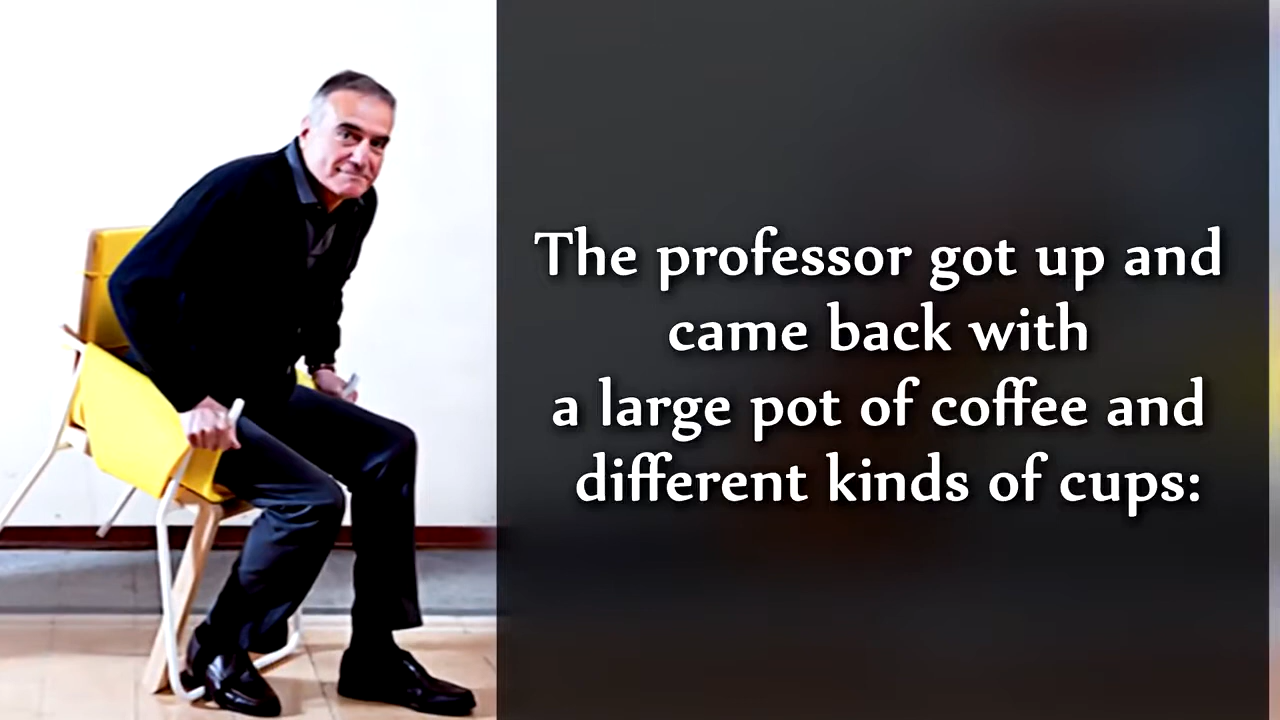 The professor got up and
came back with
a large pot of coffee and
different kinds of cups: